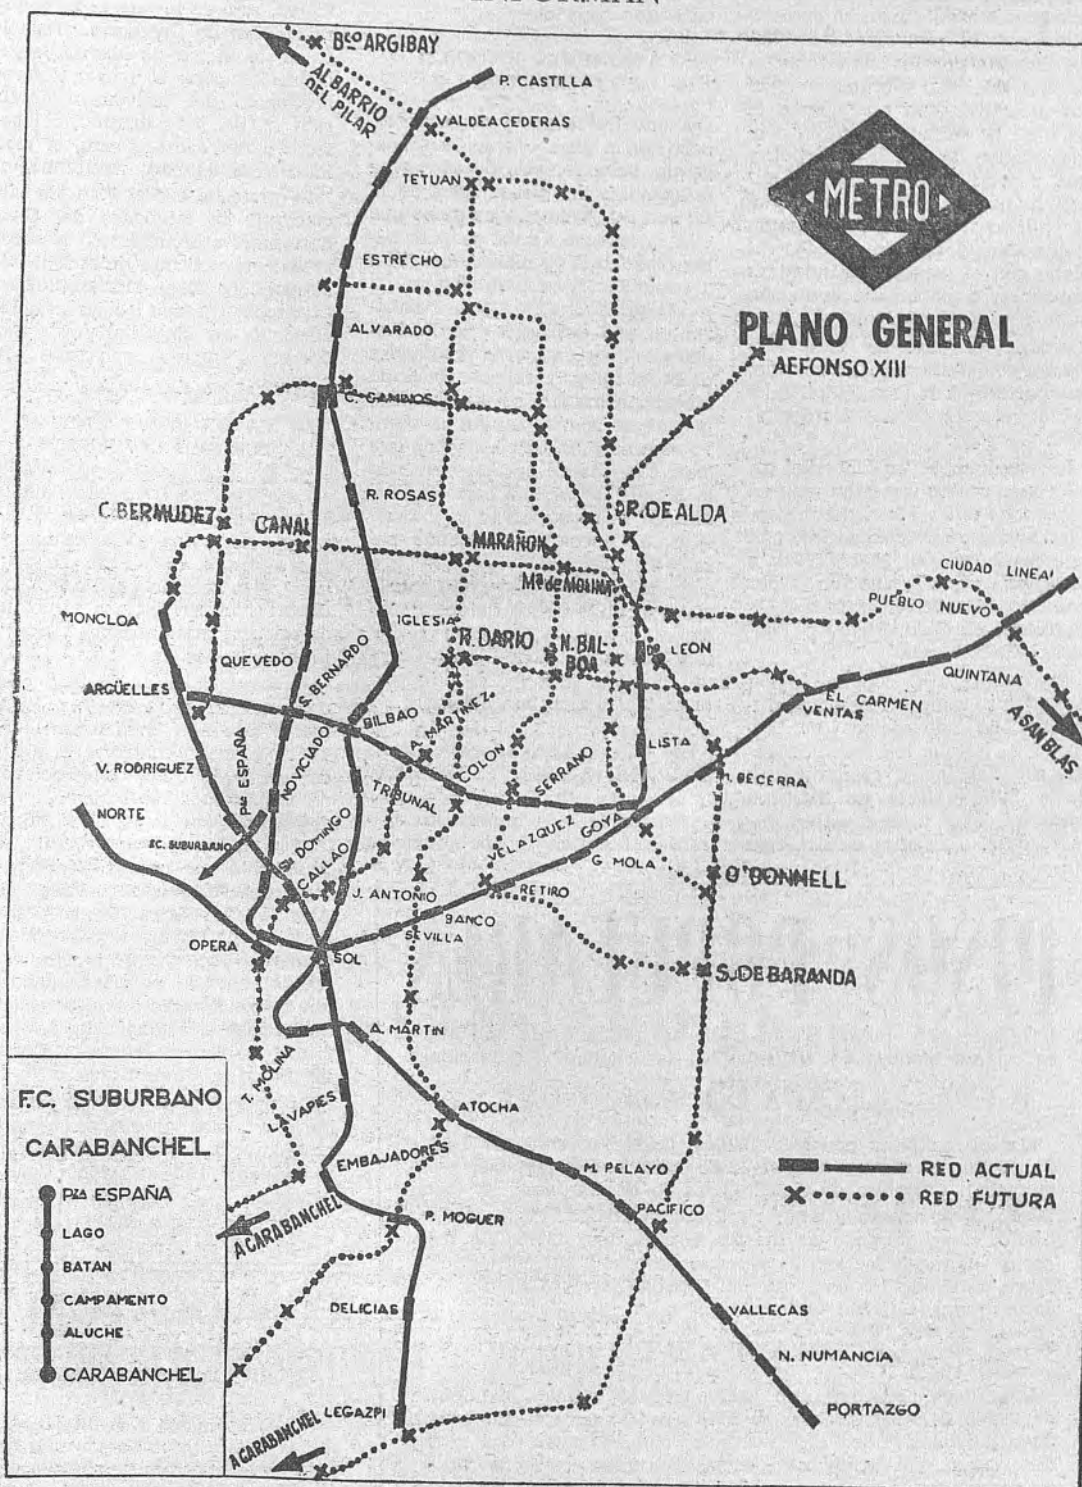 Bco ARGIBAY
AL BARRIO
DEL PILAR
P. CASTILLA
VALDEACEDERAS
TETUAN
METRO
ESTRECHO
ALVARADO
PLANO GENERAL
AEFONSO XIII
C. CAMINOS
R. ROSAS
C. BERMUDEZ
CANAL
R. DE ALDA
MARAÑON
Mª de MOLINA
CIUDAD LINEAL
PUEBLO NUEVO
MONCLOA
IGLESIA
QUEVEDO
R. DARIO
N. BAL-
BOA
D. LEON
QUINTANA
ARGÜELLES
S. BERNARDO
BILBAO
EL CARMEN
VENTAS
A SAN BLAS
A. MARTINEZ
COLON
SERRANO
LISTA
V. RODRIGUEZ
Pza ESPAÑA
NOVICIADO
TRIBUNAL
M. BECERRA
NORTE
FC. SUBURBANO
Sto DOMINGO
CALLAO
VELAZQUEZ
GOYA
G. MOLA
O'DONNELL
J. ANTONIO
RETIRO
BANCO
SEVILLA
OPERA
SOL
S. DE BARANDA
A. MARTIN
T. MOLINA
LAVAPIES
ATOCHA
F.C. SUBURBANO
CARABANCHEL
Pza ESPAÑA
LAGO
BATAN
CAMPAMENTO
ALUCHE
CARABANCHEL
EMBAJADORES
M. PELAYO
RED ACTUAL
RED FUTURA
A CARABANCHEL
P. MOGUER
PACIFICO
DELICIAS
VALLECAS
N. NUMANCIA
A CARABANCHEL
LEGAZPI
PORTAZGO